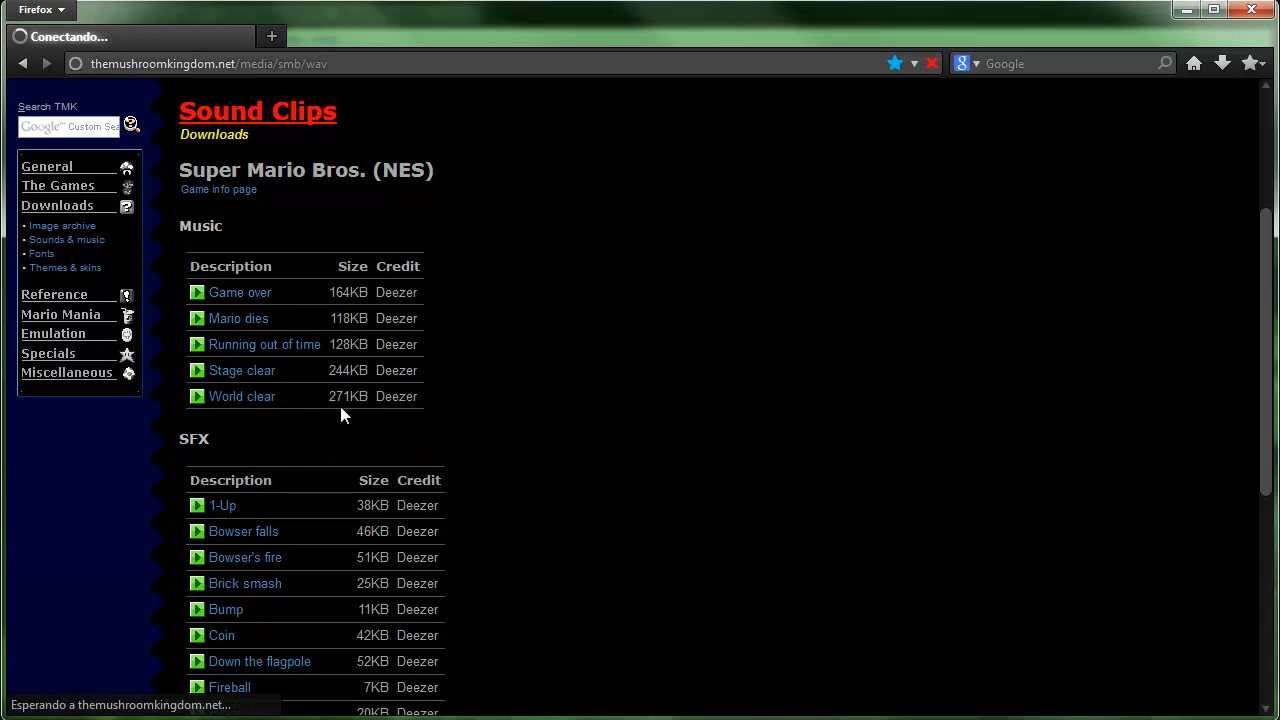 Firefox
Conectando...
themushroomkingdom.net/media/smb/wav
Google
Search TMK
Google™ Custom Sea
General
The Games
Downloads
Image archive
Sounds & music
Fonts
Themes & skins
Reference
Mario Mania
Emulation
Specials
Miscellaneous
Sound Clips
Downloads
Super Mario Bros. (NES)
Game info page
Music
Description Size Credit
Game over 164KB Deezer
Mario dies 118KB Deezer
Running out of time 128KB Deezer
Stage clear 244KB Deezer
World clear 271KB Deezer
SFX
Description Size Credit
1-Up 38KB Deezer
Bowser falls 46KB Deezer
Bowser's fire 51KB Deezer
Brick smash 25KB Deezer
Bump 11KB Deezer
Coin 42KB Deezer
Down the flagpole 52KB Deezer
Fireball 7KB Deezer
20KB Deezer
Esperando a themushroomkingdom.net...